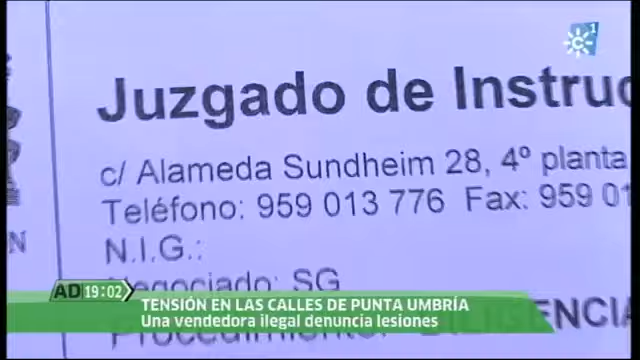 1
Juzgado de Instruc
c/ Alameda Sundheim 28, 4º planta
Teléfono: 959 013 776 Fax: 959 01
N.I.G.:
N
Negociado: SG
AD 19:02
TENSIÓN EN LAS CALLES DE PUNTA UMBRÍA
Una vendedora ilegal denuncia lesiones